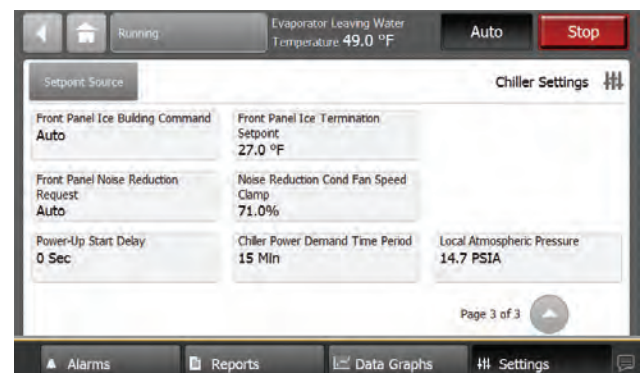 Running
Evaporator Leaving Water
Temperature 49.0 °F
Auto
Stop
Setpoint Source
Chiller Settings
Front Panel Ice Building Command
Auto
Front Panel Ice Termination
Setpoint
27.0 °F
Front Panel Noise Reduction
Request
Auto
Noise Reduction Cond Fan Speed
Clamp
71.0%
Power-Up Start Delay
0 Sec
Chiller Power Demand Time Period
15 Min
Local Atmospheric Pressure
14.7 PSIA
Page 3 of 3
Alarms
Reports
Data Graphs
Settings